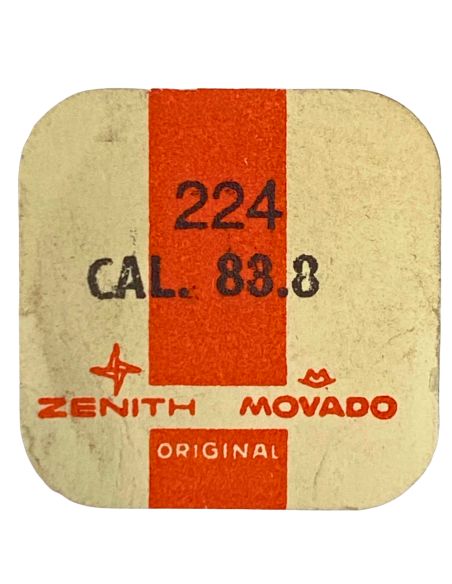 224
CAL. 88.8
ZENITH MOVADO
ORIGINAL